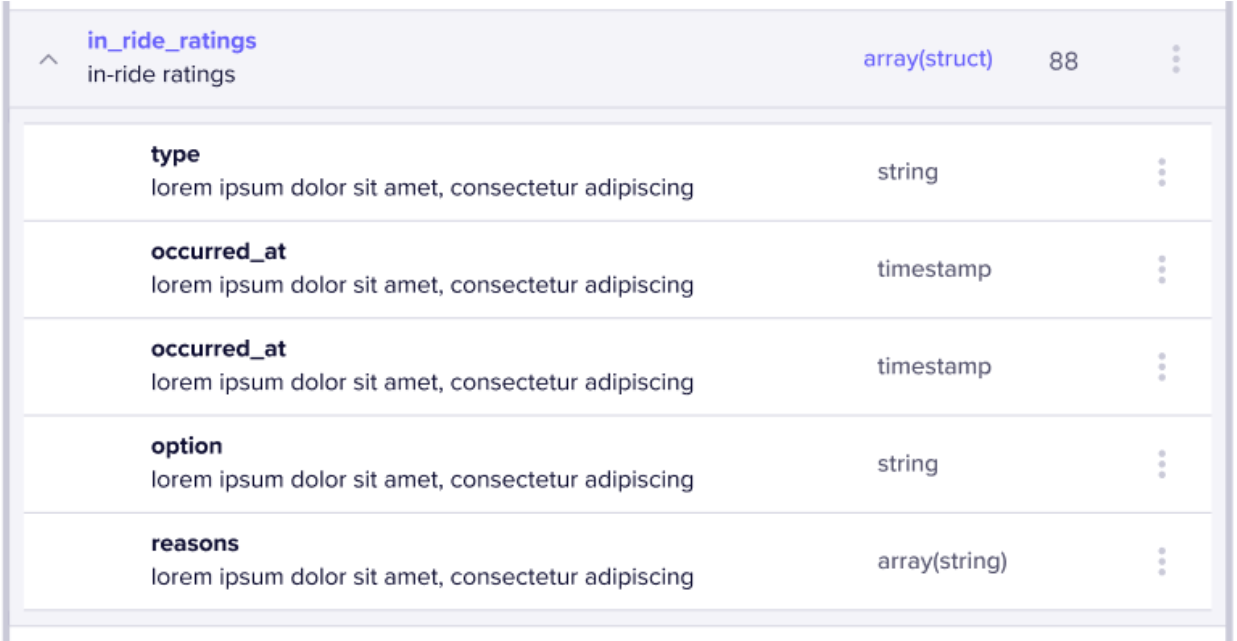 in_ride_ratings
in-ride ratings
array(struct)
88
type
lorem ipsum dolor sit amet, consectetur adipiscing
string
occurred_at
lorem ipsum dolor sit amet, consectetur adipiscing
timestamp
occurred_at
lorem ipsum dolor sit amet, consectetur adipiscing
timestamp
option
lorem ipsum dolor sit amet, consectetur adipiscing
string
reasons
lorem ipsum dolor sit amet, consectetur adipiscing
array(string)